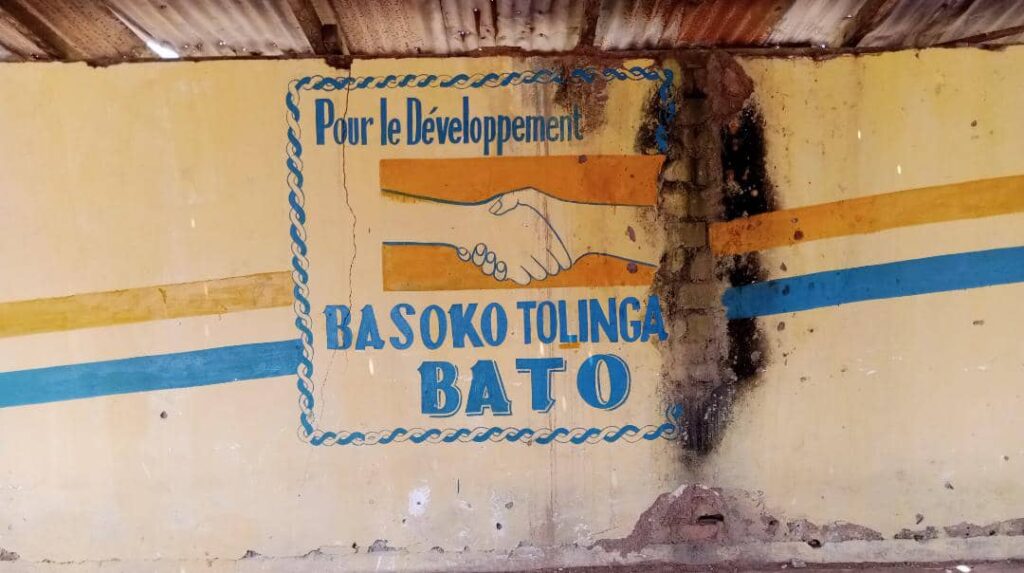 Pour le Développement
BASOKO TOLINGA
BATO